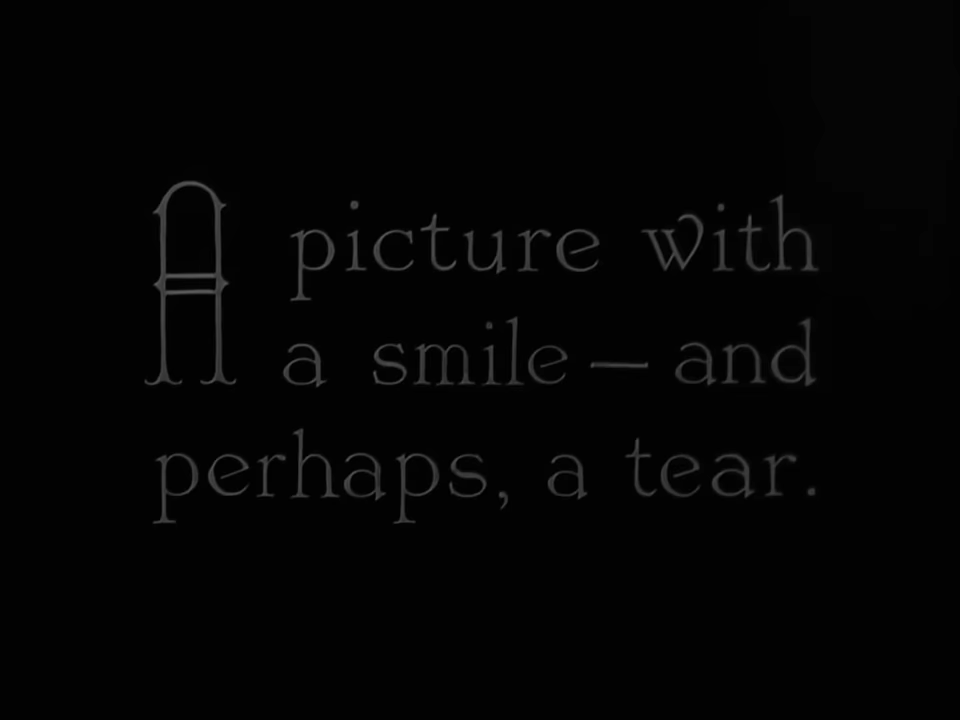 A picture with
a smile — and
perhaps, a tear.